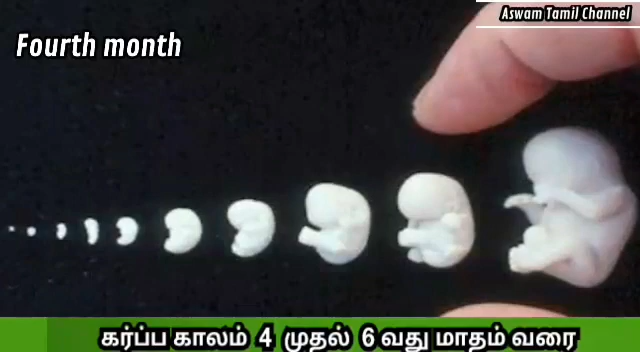 Aswam Tamil Channel
Fourth month
கர்ப்ப காலம் 4 முதல் 6 வது மாதம் வரை